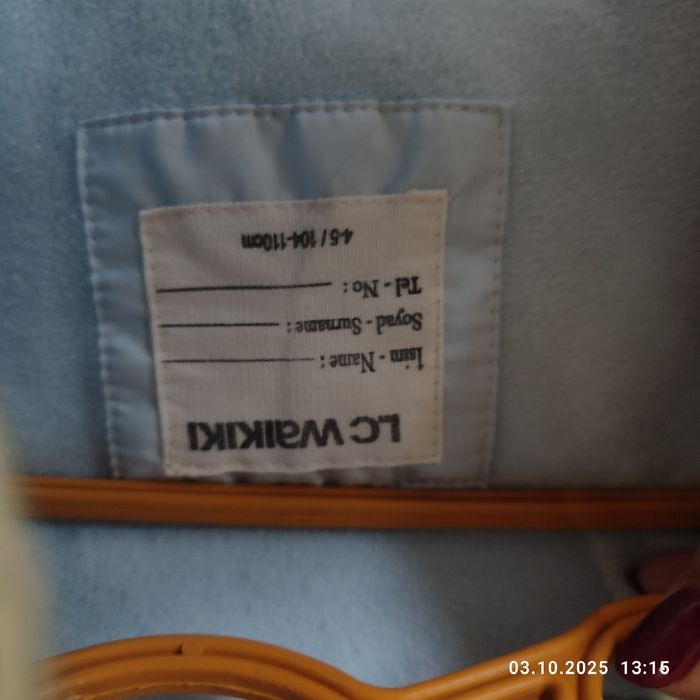 LC WAIKIKI
İsim - Name :
Soyad - Surname :
Tel - No :
4-5 / 104-110cm
03.10.2025 13:15